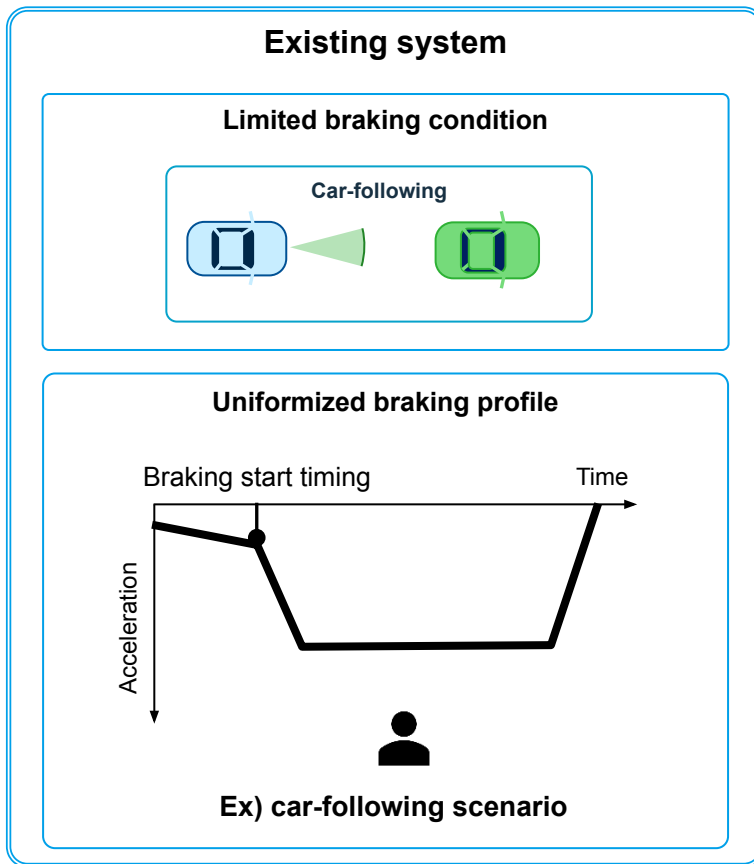 Existing system
Limited braking condition
Car-following
Uniformized braking profile
Braking start timing
Time
Acceleration
Ex) car-following scenario